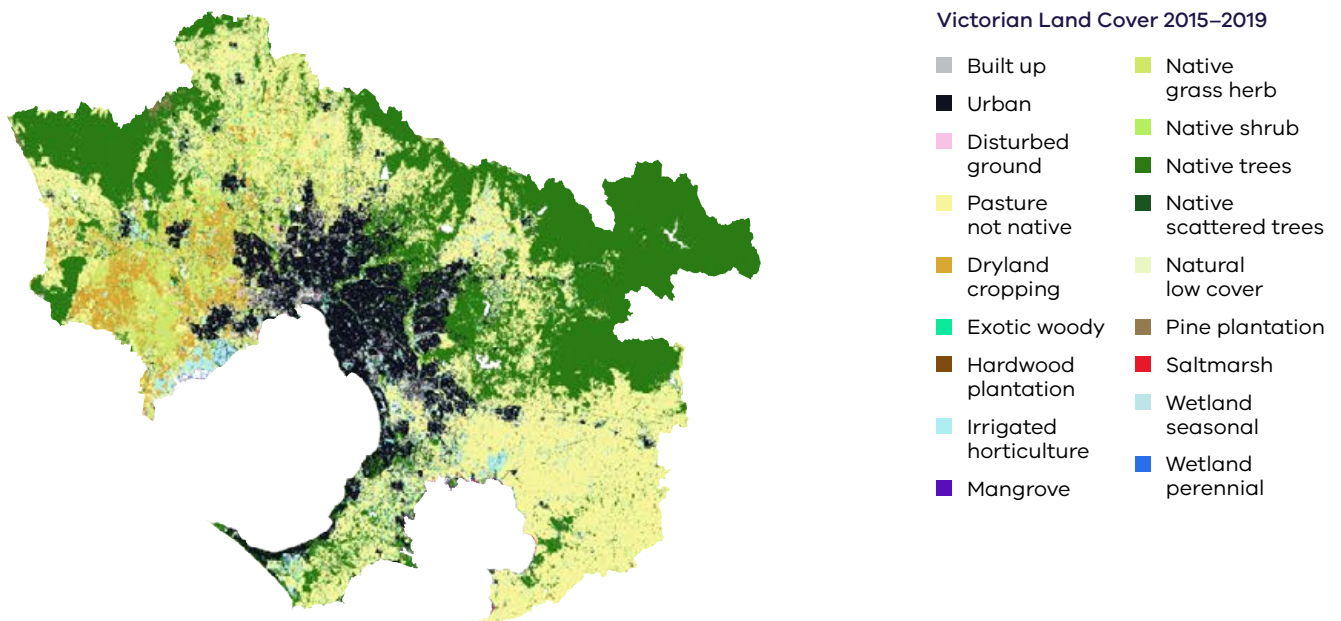 Victorian Land Cover 2015–2019
Built up
Urban
Disturbed
ground
Pasture
not native
Dryland
cropping
Exotic woody
Hardwood
plantation
Irrigated
horticulture
Mangrove
Native
grass herb
Native shrub
Native trees
Native
scattered trees
Natural
low cover
Pine plantation
Saltmarsh
Wetland
seasonal
Wetland
perennial